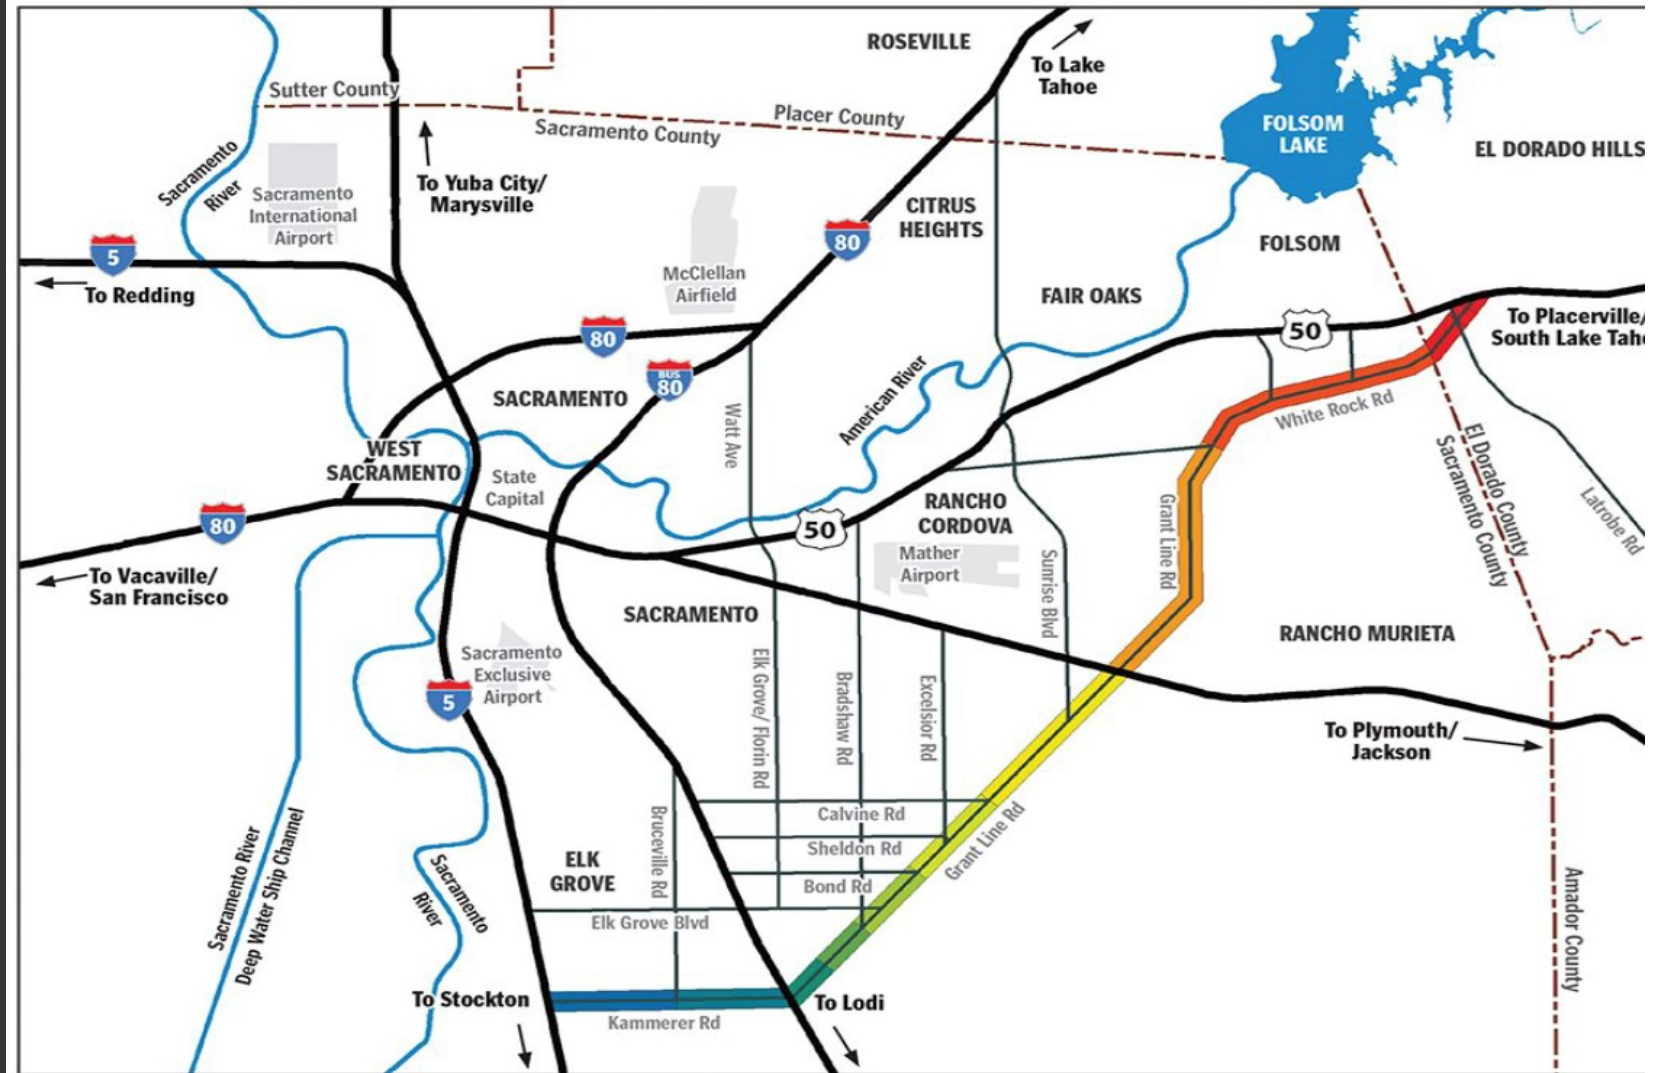 ROSEVILLE
To Lake
Tahoe
Sutter County
Placer County
Sacramento County
FOLSOM
LAKE
EL DORADO HILLS
Sacramento
River
Sacramento
International
Airport
To Yuba City/
Marysville
CITRUS
HEIGHTS
80
FOLSOM
5
To Redding
McClellan
Airfield
FAIR OAKS
80
50
To Placerville/
South Lake Tah
BUS
80
SACRAMENTO
American River
Watt Ave
White Rock Rd
El Dorado County
Sacramento County
WEST
SACRAMENTO
State
Capital
RANCHO
CORDOVA
Grant Line Rd
Latrobe Rd
80
50
Mather
Airport
Sunrise Blvd
To Vacaville/
San Francisco
SACRAMENTO
RANCHO MURIETA
Sacramento
Exclusive
Airport
5
Elk Grove/ Florin Rd
Bradshaw Rd
Excelsior Rd
To Plymouth/
Jackson
Calvine Rd
Sheldon Rd
Bond Rd
Grant Line Rd
Bruceville Rd
ELK
GROVE
Elk Grove Blvd
Sacramento River
Deep Water Ship Channel
Sacramento
River
Amador County
To Stockton
To Lodi
Kammerer Rd